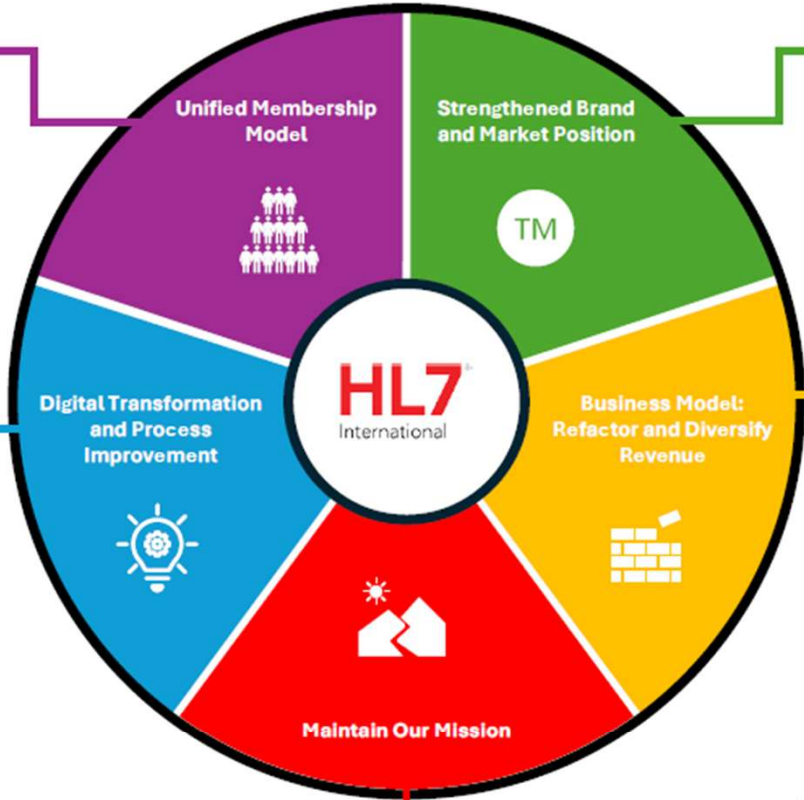 Unified Membership
Model
Strengthened Brand
and Market Position
TM
Digital Transformation
and Process
Improvement
HL7®
International
Business Model:
Refactor and Diversify
Revenue
Maintain Our Mission